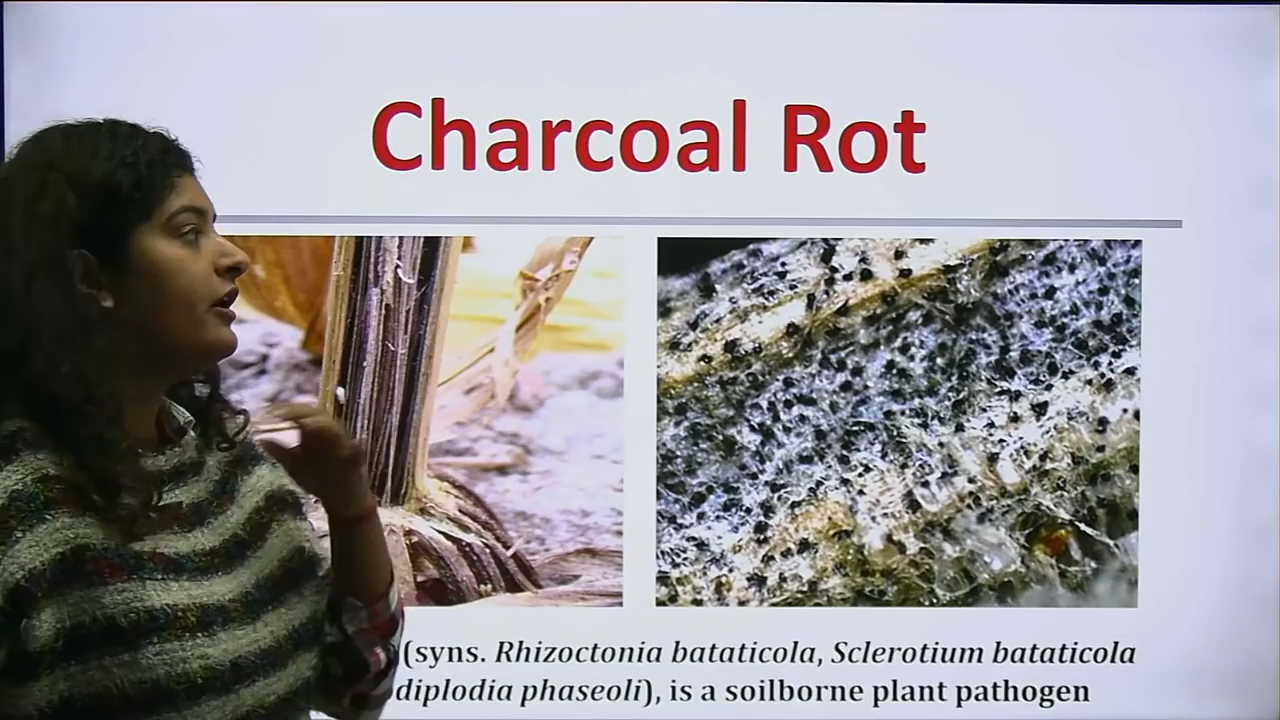 Charcoal Rot
(syns. Rhizoctonia bataticola, Sclerotium bataticola
diplodia phaseoli), is a soilborne plant pathogen